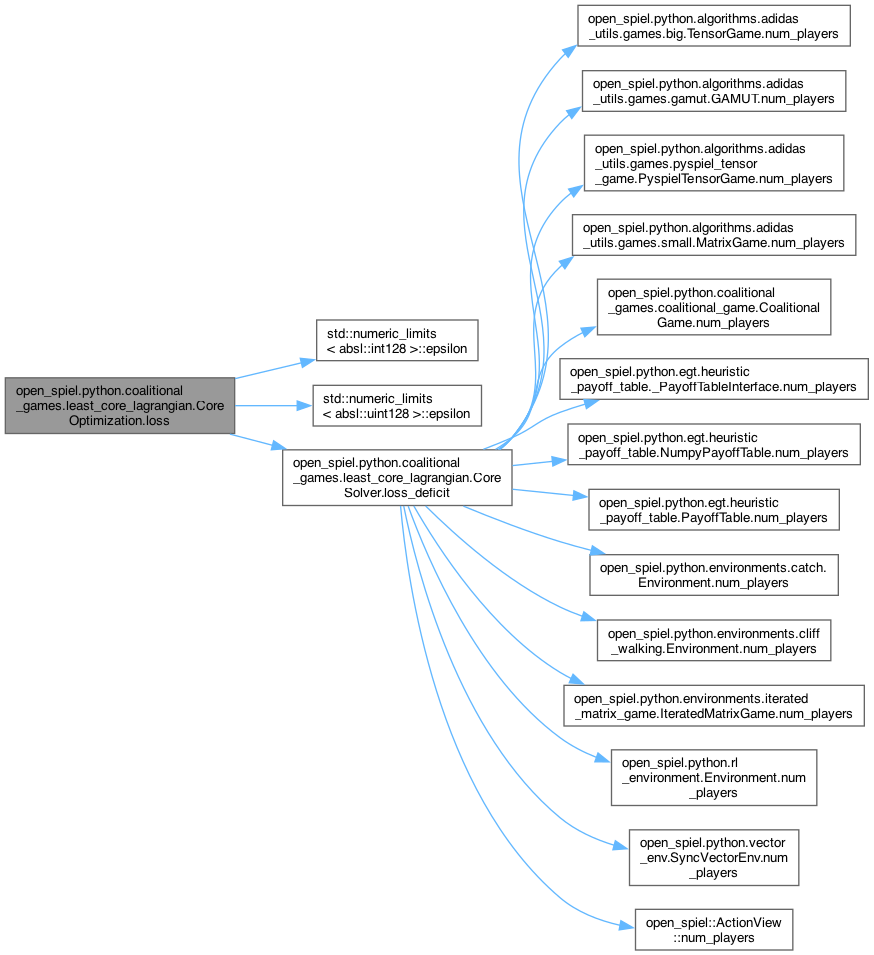 open_spiel.python.algorithms.adidas
_utils.games.big.TensorGame.num_players
open_spiel.python.algorithms.adidas
_utils.games.gamut.GAMUT.num_players
open_spiel.python.algorithms.adidas
_utils.games.pyspiel_tensor
_game.PyspielTensorGame.num_players
open_spiel.python.algorithms.adidas
_utils.games.small.MatrixGame.num_players
open_spiel.python.coalitional
_games.coalitional_game.Coalitional
Game.num_players
std::numeric_limits
< absl::int128 >::epsilon
open_spiel.python.egt.heuristic
_payoff_table._PayoffTableInterface.num_players
open_spiel.python.coalitional
_games.least_core_lagrangian.Core
Optimization.loss
std::numeric_limits
< absl::uint128 >::epsilon
open_spiel.python.egt.heuristic
_payoff_table.NumpyPayoffTable.num_players
open_spiel.python.coalitional
_games.least_core_lagrangian.Core
Solver.loss_deficit
open_spiel.python.egt.heuristic
_payoff_table.PayoffTable.num_players
open_spiel.python.environments.catch.
Environment.num_players
open_spiel.python.environments.cliff
_walking.Environment.num_players
open_spiel.python.environments.iterated
_matrix_game.IteratedMatrixGame.num_players
open_spiel.python.rl
_environment.Environment.num
_players
open_spiel.python.vector
_env.SyncVectorEnv.num
_players
open_spiel::ActionView
::num_players